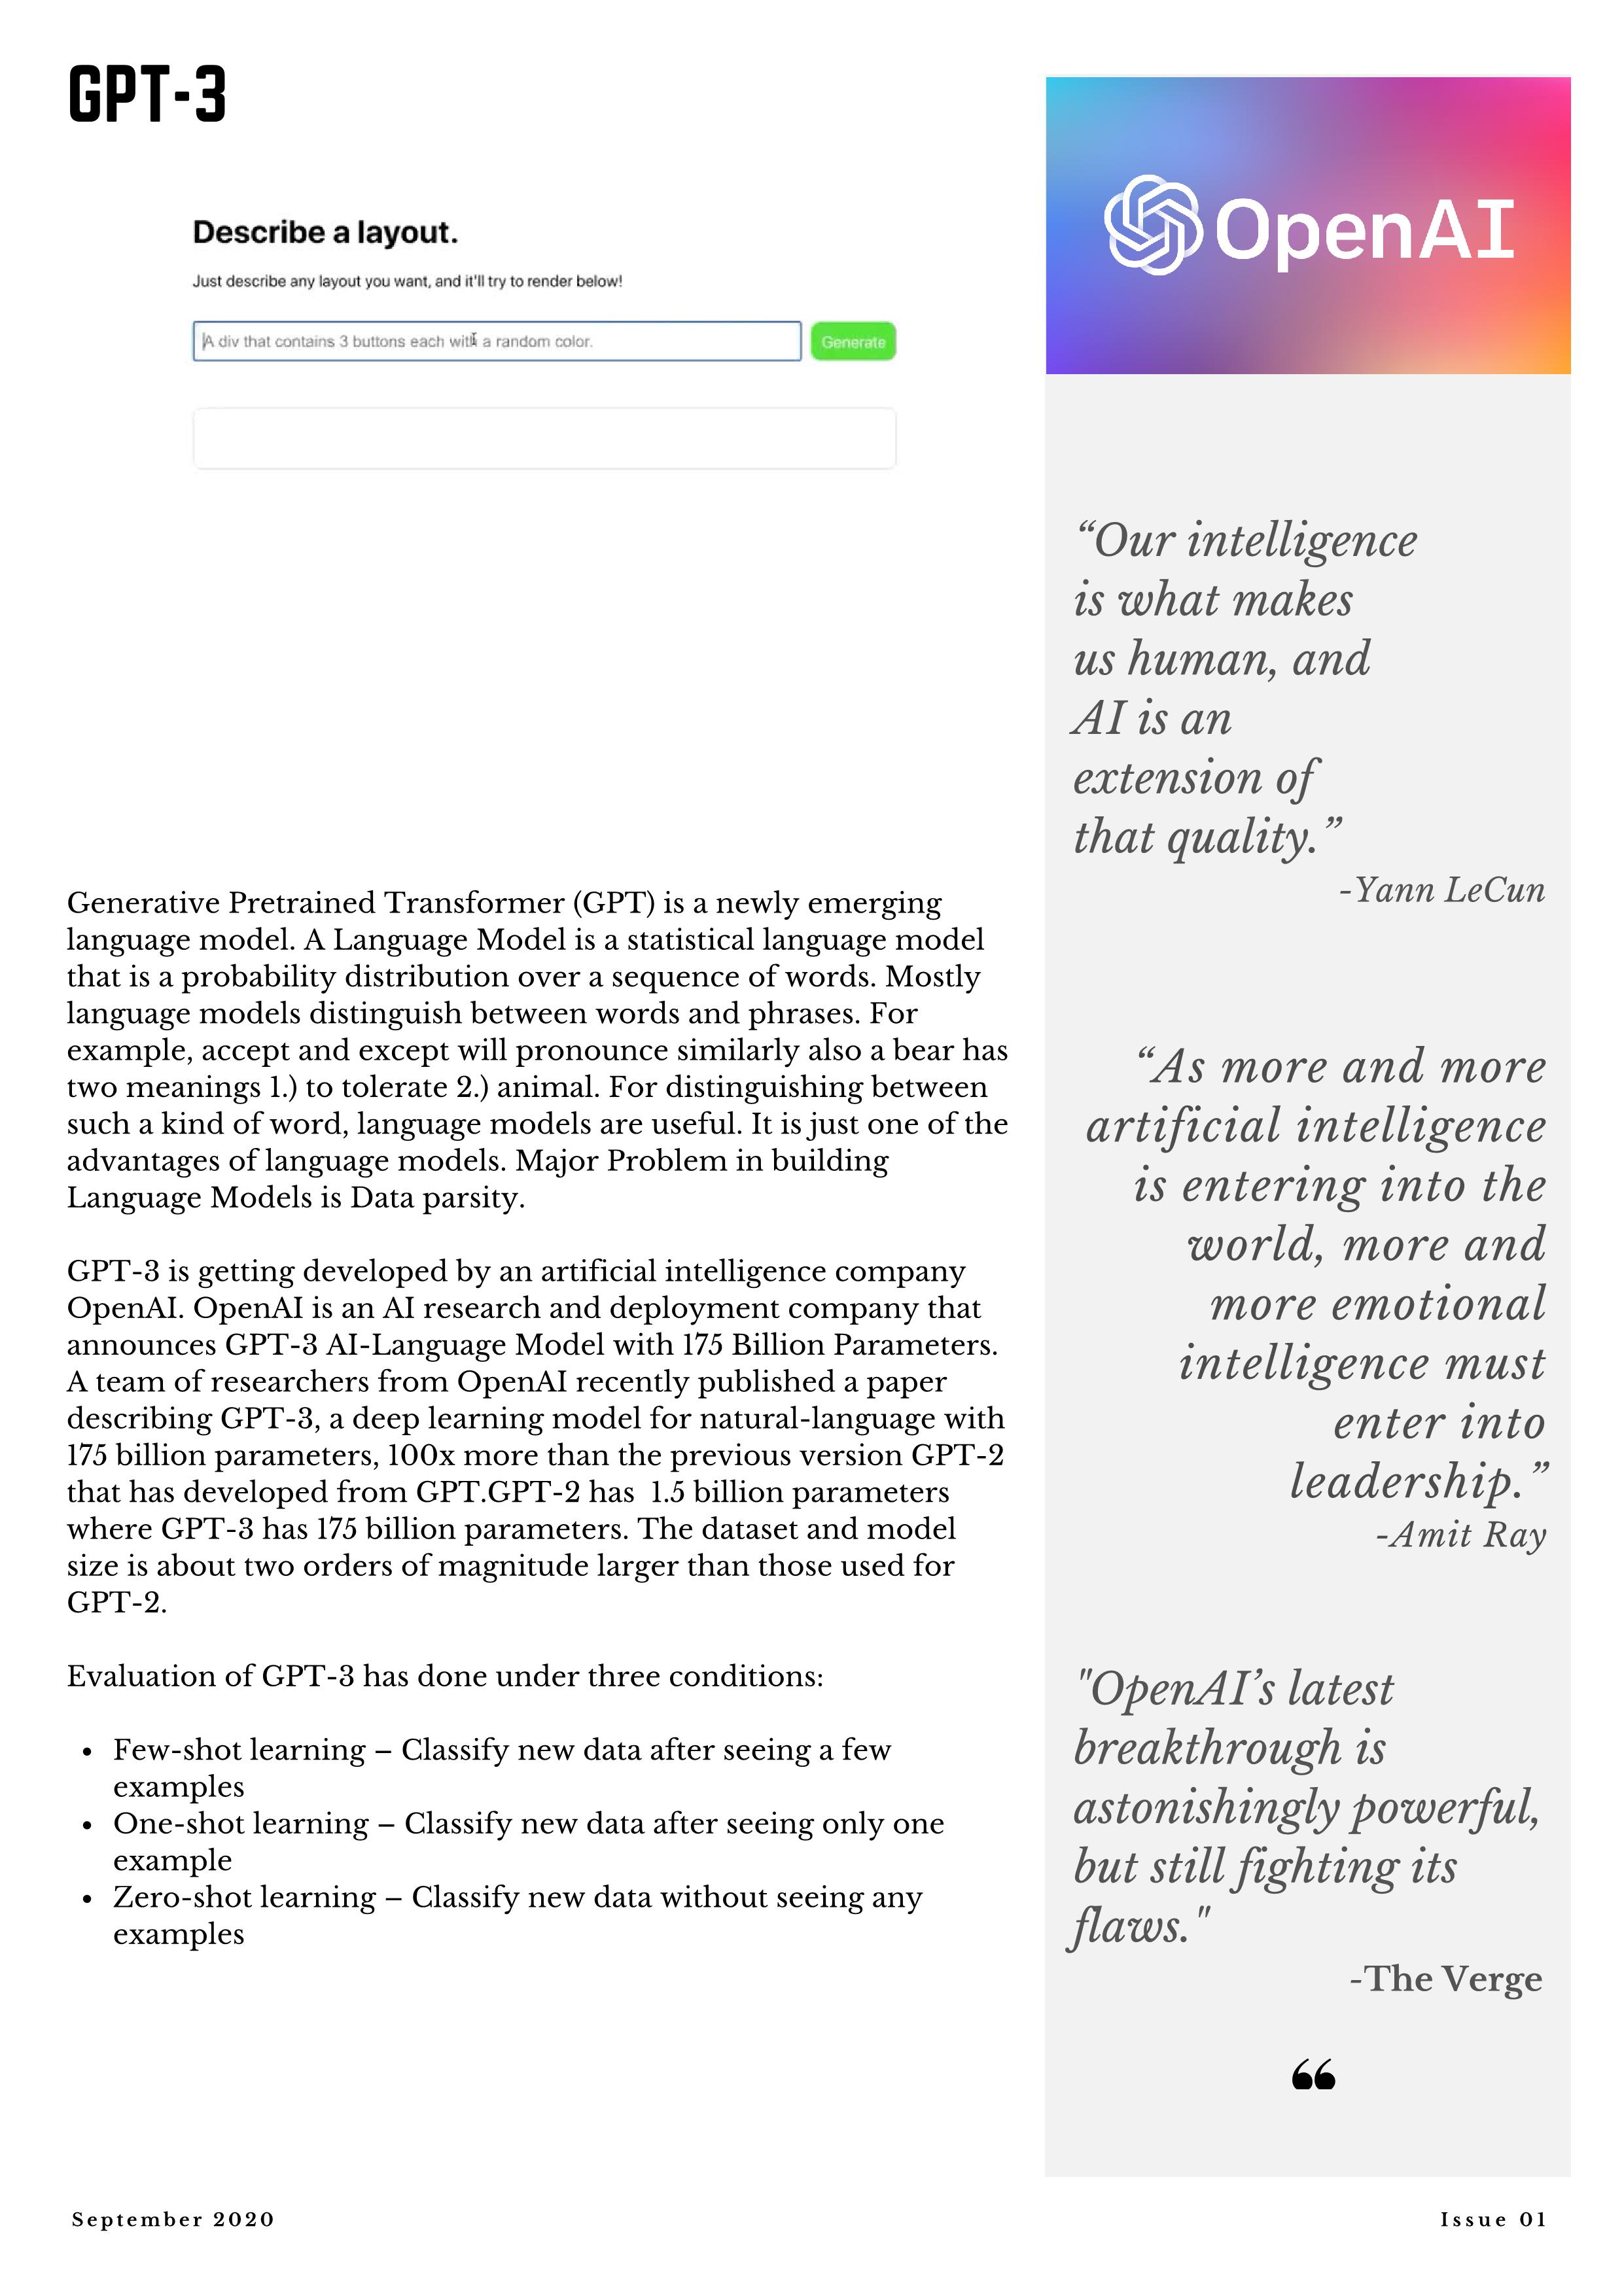 GPT-3
Describe a layout.
Just describe any layout you want, and it'll try to render below!
A div that contains 3 buttons each with a random color.
Generate
Generative Pretrained Transformer (GPT) is a newly emerging
language model. A Language Model is a statistical language model
that is a probability distribution over a sequence of words. Mostly
language models distinguish between words and phrases. For
example, accept and except will pronounce similarly also a bear has
two meanings 1.) to tolerate 2.) animal. For distinguishing between
such a kind of word, language models are useful. It is just one of the
advantages of language models. Major Problem in building
Language Models is Data parsity.
GPT-3 is getting developed by an artificial intelligence company
OpenAI. OpenAI is an AI research and deployment company that
announces GPT-3 AI-Language Model with 175 Billion Parameters.
A team of researchers from OpenAI recently published a paper
describing GPT-3, a deep learning model for natural-language with
175 billion parameters, 100x more than the previous version GPT-2
that has developed from GPT.GPT-2 has  1.5 billion parameters
where GPT-3 has 175 billion parameters. The dataset and model
size is about two orders of magnitude larger than those used for
GPT-2.
Evaluation of GPT-3 has done under three conditions:
• Few-shot learning – Classify new data after seeing a few
examples
• One-shot learning – Classify new data after seeing only one
example
• Zero-shot learning – Classify new data without seeing any
examples
OpenAI
“Our intelligence
is what makes
us human, and
AI is an
extension of
that quality.”
-Yann LeCun
“As more and more
artificial intelligence
is entering into the
world, more and
more emotional
intelligence must
enter into
leadership.”
-Amit Ray
"OpenAI’s latest
breakthrough is
astonishingly powerful,
but still fighting its
flaws."
-The Verge
“
September 2020
Issue 01